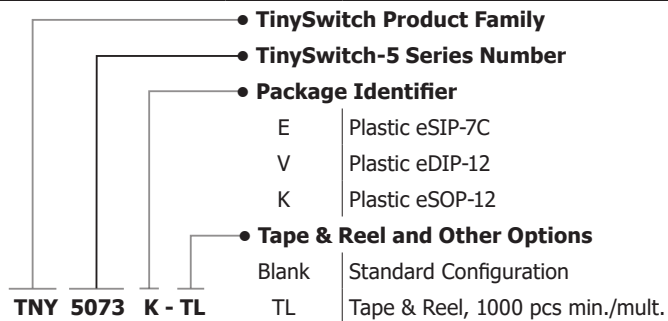 TinySwitch Product Family
TinySwitch-5 Series Number
Package Identifier
E Plastic eSIP-7C
V Plastic eDIP-12
K Plastic eSOP-12
Tape & Reel and Other Options
Blank Standard Configuration
TNY 5073 K - TL TL Tape & Reel, 1000 pcs min./mult.